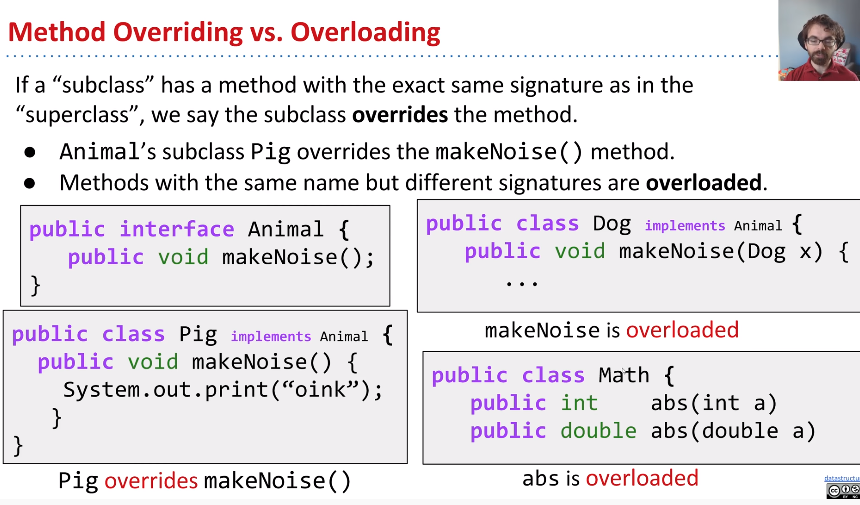 Method Overriding vs. Overloading
If a “subclass” has a method with the exact same signature as in the
“superclass”, we say the subclass overrides the method.
● Animal’s subclass Pig overrides the makeNoise() method.
● Methods with the same name but different signatures are overloaded.
public interface Animal {
public void makeNoise();
}
public class Pig implements Animal {
public void makeNoise() {
System.out.print(“oink”);
}
}
Pig overrides makeNoise()
public class Dog implements Animal {
public void makeNoise(Dog x) {
...
makeNoise is overloaded
public class Math {
public int abs(int a)
public double abs(double a)
abs is overloaded
datastructu